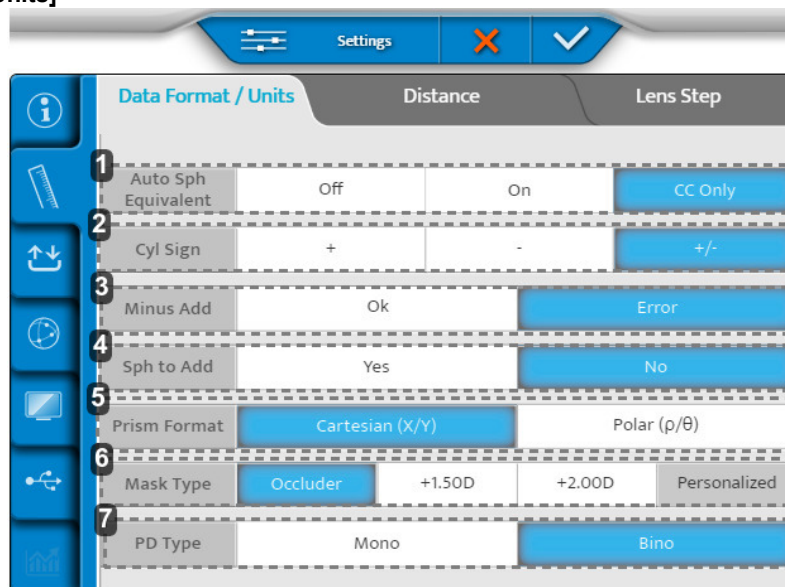 Units]
Settings
Data Format / Units Distance Lens Step
1 Auto Sph Equivalent Off On CC Only
2 Cyl Sign + - +/-
3 Minus Add Ok Error
4 Sph to Add Yes No
5 Prism Format Cartesian (X/Y) Polar (ρ/θ)
6 Mask Type Occluder +1.50D +2.00D Personalized
7 PD Type Mono Bino